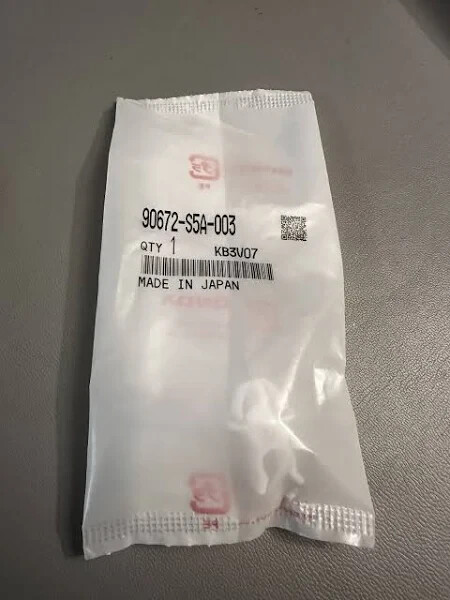 90672-S5A-003
QTY 1 KB3V07
MADE IN JAPAN